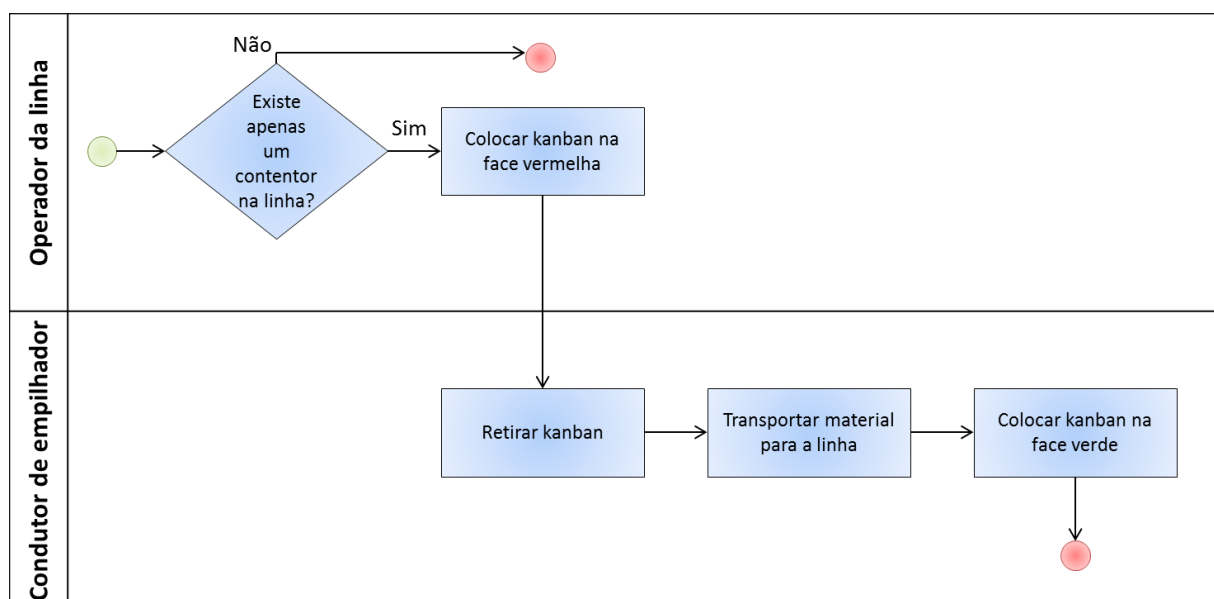 Operador da linha
Não
Existe
apenas
um
contentor
na linha?
Sim
Colocar kanban na
face vermelha
Condutor de empilhador
Retirar kanban
Transportar material
para a linha
Colocar kanban na
face verde